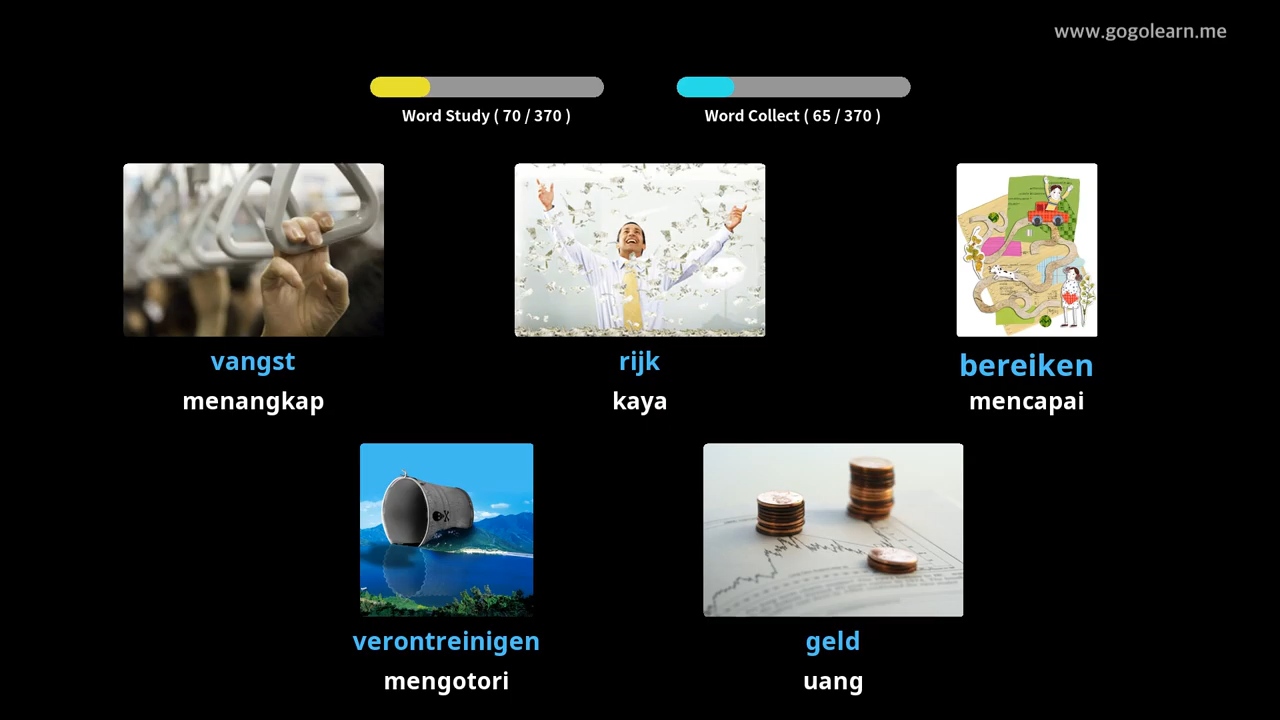 www.gogolearn.me
Word Study ( 70 / 370 )
Word Collect ( 65 / 370 )
vangst
menangkap
rijk
kaya
bereiken
mencapai
verontreinigen
mengotori
geld
uang